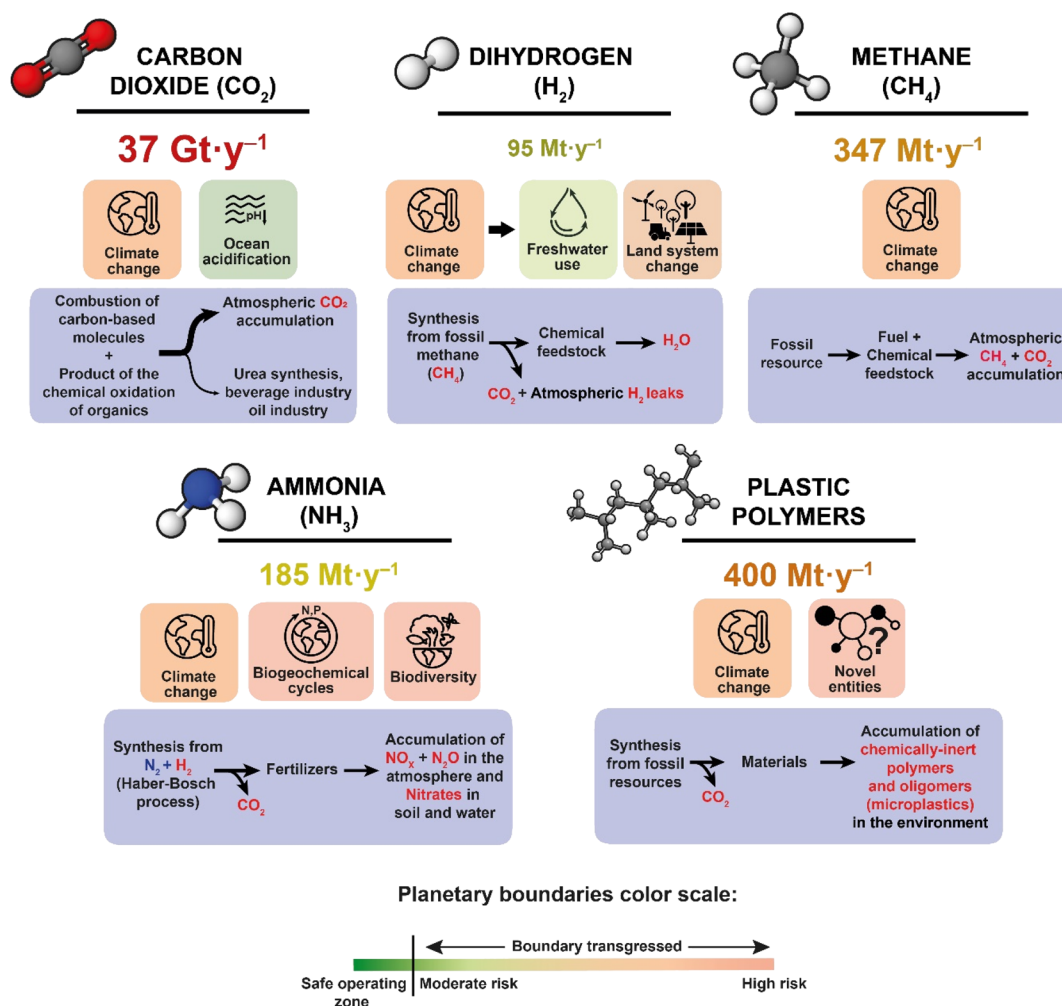 CARBON
DIOXIDE (CO₂)
37 Gt·y⁻¹
Climate
change
pH
Ocean
acidification
Combustion of
carbon-based
molecules
+
Product of the
chemical oxidation
of organics
Atmospheric CO₂
accumulation
Urea synthesis,
beverage industry
oil industry
DIHYDROGEN
(H₂)
95 Mt·y⁻¹
Climate
change
Freshwater
use
Land system
change
Synthesis
from fossil
methane
(CH₄)
Chemical
feedstock
H₂O
CO₂ + Atmospheric H₂ leaks
METHANE
(CH₄)
347 Mt·y⁻¹
Climate
change
Fossil
resource
Fuel +
Chemical
feedstock
Atmospheric
CH₄ + CO₂
accumulation
AMMONIA
(NH₃)
185 Mt·y⁻¹
Climate
change
N,P
Biogeochemical
cycles
Biodiversity
Synthesis from
N₂ + H₂
(Haber-Bosch
process)
CO₂
Fertilizers
Accumulation of
NOₓ + N₂O in the
atmosphere and
Nitrates in
soil and water
PLASTIC
POLYMERS
400 Mt·y⁻¹
Climate
change
?
Novel
entities
Synthesis
from fossil
resources
CO₂
Materials
Accumulation of
chemically-inert
polymers
and oligomers
(microplastics)
in the environment
Planetary boundaries color scale:
Boundary transgressed
Safe operating
zone
Moderate risk
High risk